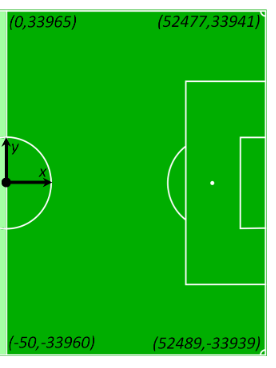 (0,33965) (52477,33941)
y
x
(-50,-33960) (52489,-33939)